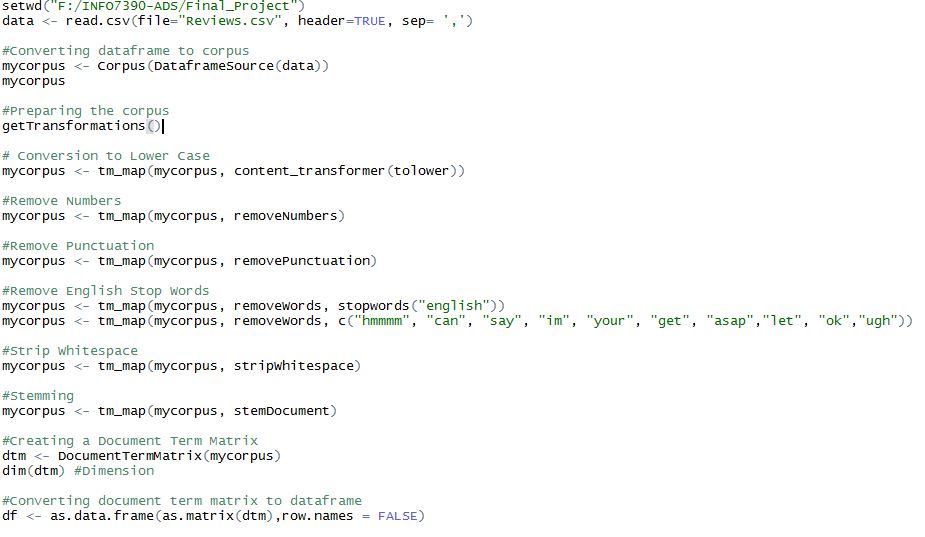 setwd("F:/INFO7390-ADS/Final_Project")
data <- read.csv(file="Reviews.csv", header=TRUE, sep= ',')
#Converting dataframe to corpus
mycorpus <- Corpus(DataframeSource(data))
mycorpus
#Preparing the corpus
getTransformations()
# Conversion to Lower Case
mycorpus <- tm_map(mycorpus, content_transformer(tolower))
#Remove Numbers
mycorpus <- tm_map(mycorpus, removeNumbers)
#Remove Punctuation
mycorpus <- tm_map(mycorpus, removePunctuation)
#Remove English Stop Words
mycorpus <- tm_map(mycorpus, removeWords, stopwords("english"))
mycorpus <- tm_map(mycorpus, removeWords, c("hmmmm", "can", "say", "im", "your", "get", "asap","let", "ok","ugh"))
#Strip Whitespace
mycorpus <- tm_map(mycorpus, stripWhitespace)
#Stemming
mycorpus <- tm_map(mycorpus, stemDocument)
#Creating a Document Term Matrix
dtm <- DocumentTermMatrix(mycorpus)
dim(dtm) #Dimension
#Converting document term matrix to dataframe
df <- as.data.frame(as.matrix(dtm),row.names = FALSE)